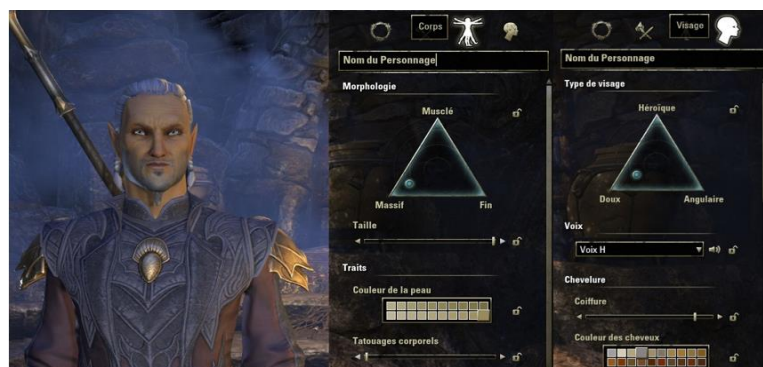 Corps
Nom du Personnage
Morphologie
Musclé
Massif
Fin
Taille
Traits
Couleur de la peau
Tatouages corporels
Visage
Nom du Personnage
Type de visage
Héroïque
Doux
Angulaire
Voix
Voix H
Chevelure
Coiffure
Couleur des cheveux